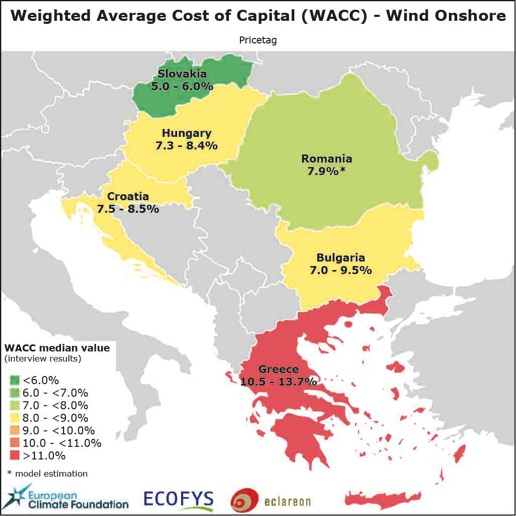 Weighted Average Cost of Capital (WACC) - Wind Onshore
Pricetag
Slovakia
5.0 - 6.0%
Hungary
7.3 - 8.4%
Romania
7.9%*
Croatia
7.5 - 8.5%
Bulgaria
7.0 - 9.5%
Greece
10.5 - 13.7%
WACC median value
(interview results)
<6.0%
6.0 - <7.0%
7.0 - <8.0%
8.0 - <9.0%
9.0 - <10.0%
10.0 - <11.0%
>11.0%
* model estimation
European
Climate Foundation
ECOFYS
eclareon